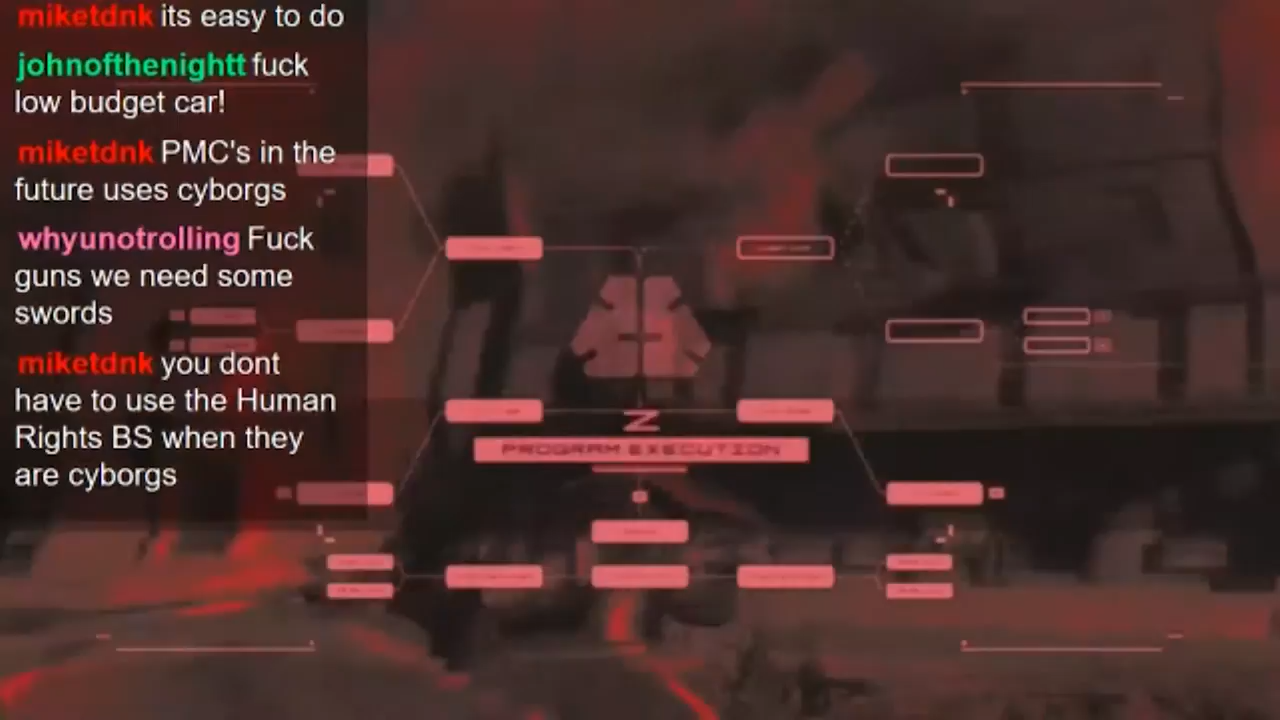 miketdnk its easy to do
johnofthenightt fuck
low budget car!
miketdnk PMC's in the
future uses cyborgs
whyunotrolling Fuck
guns we need some
swords
miketdnk you dont
have to use the Human
Rights BS when they
are cyborgs
PROGRAM EXECUTION